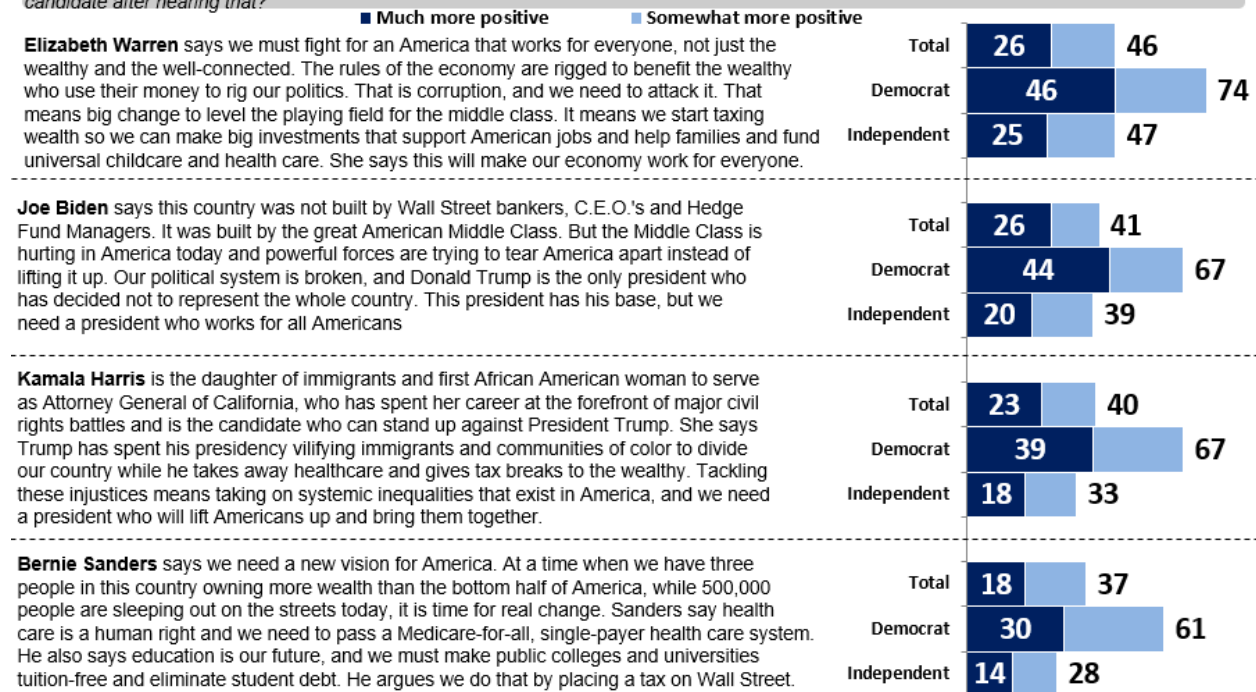 candidate after hearing that?
Much more positive Somewhat more positive
Elizabeth Warren says we must fight for an America that works for everyone, not just the
wealthy and the well-connected. The rules of the economy are rigged to benefit the wealthy
who use their money to rig our politics. That is corruption, and we need to attack it. That
means big change to level the playing field for the middle class. It means we start taxing
wealth so we can make big investments that support American jobs and help families and fund
universal childcare and health care. She says this will make our economy work for everyone.
Total 26 46
Democrat 46 74
Independent 25 47
Joe Biden says this country was not built by Wall Street bankers, C.E.O.'s and Hedge
Fund Managers. It was built by the great American Middle Class. But the Middle Class is
hurting in America today and powerful forces are trying to tear America apart instead of
lifting it up. Our political system is broken, and Donald Trump is the only president who
has decided not to represent the whole country. This president has his base, but we
need a president who works for all Americans
Total 26 41
Democrat 44 67
Independent 20 39
Kamala Harris is the daughter of immigrants and first African American woman to serve
as Attorney General of California, who has spent her career at the forefront of major civil
rights battles and is the candidate who can stand up against President Trump. She says
Trump has spent his presidency vilifying immigrants and communities of color to divide
our country while he takes away healthcare and gives tax breaks to the wealthy. Tackling
these injustices means taking on systemic inequalities that exist in America, and we need
a president who will lift Americans up and bring them together.
Total 23 40
Democrat 39 67
Independent 18 33
Bernie Sanders says we need a new vision for America. At a time when we have three
people in this country owning more wealth than the bottom half of America, while 500,000
people are sleeping out on the streets today, it is time for real change. Sanders say health
care is a human right and we need to pass a Medicare-for-all, single-payer health care system.
He also says education is our future, and we must make public colleges and universities
tuition-free and eliminate student debt. He argues we do that by placing a tax on Wall Street.
Total 18 37
Democrat 30 61
Independent 14 28